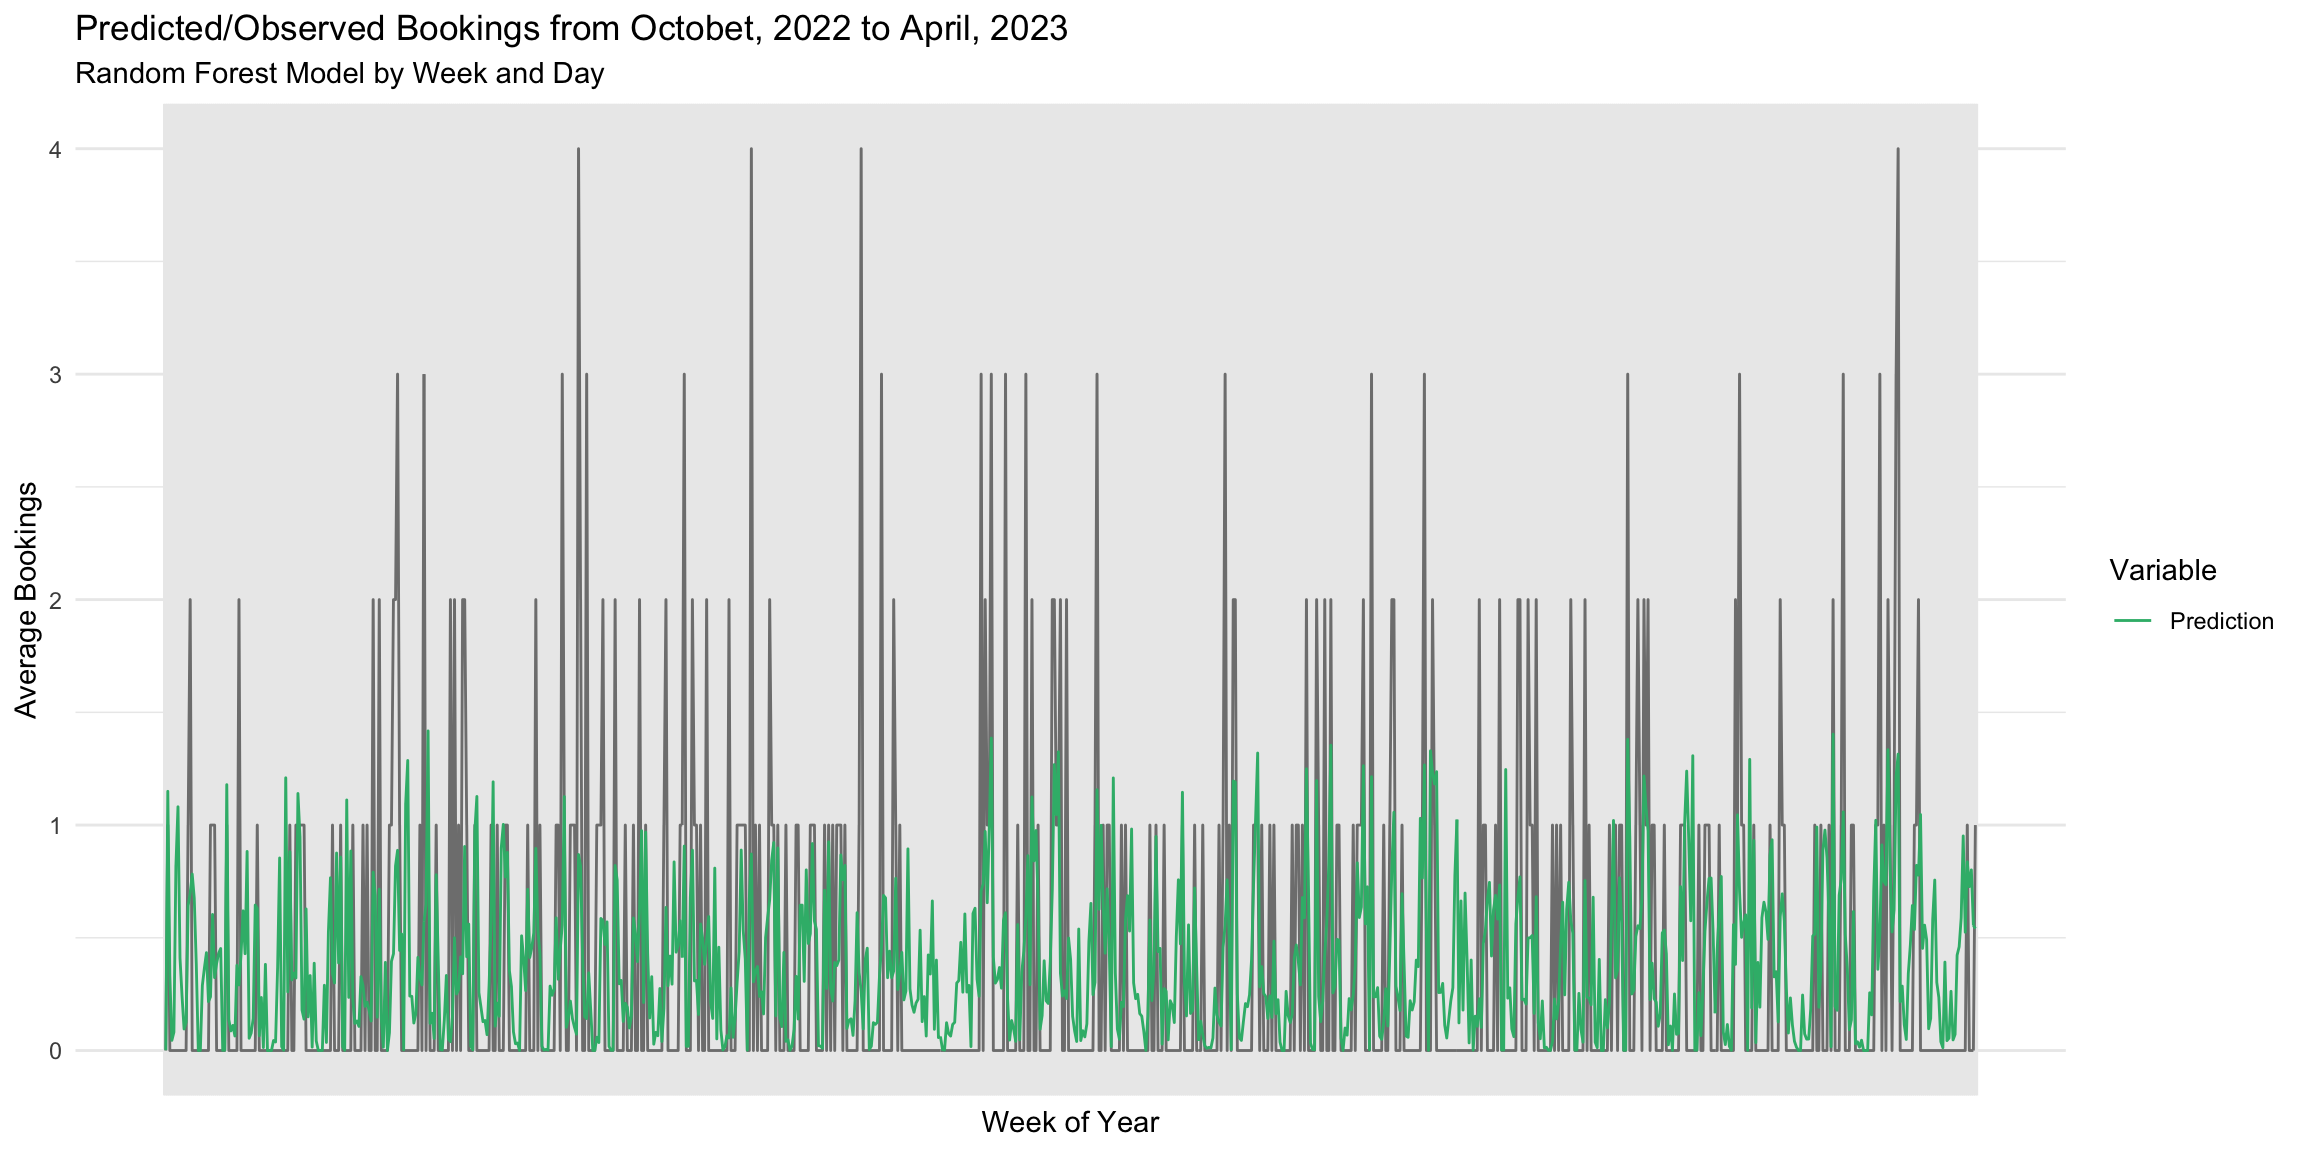 Predicted/Observed Bookings from Octobet, 2022 to April, 2023
Random Forest Model by Week and Day
4
3
2
1
0
Average Bookings
Week of Year
Variable
Prediction